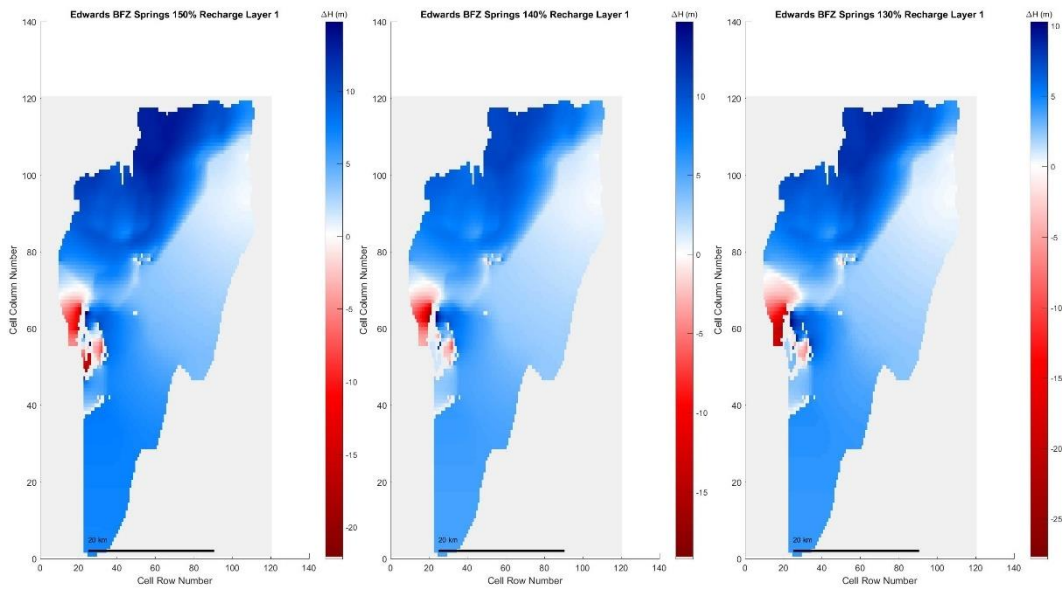 Edwards BFZ Springs 150% Recharge Layer 1
ΔH (m)
140
120
100
80
60
40
20
0
Cell Column Number
20 km
0 20 40 60 80 100 120 140
Cell Row Number
10
5
0
-5
-10
-15
-20
Edwards BFZ Springs 140% Recharge Layer 1
ΔH (m)
140
120
100
80
60
40
20
0
Cell Column Number
20 km
0 20 40 60 80 100 120 140
Cell Row Number
10
5
0
-5
-10
-15
Edwards BFZ Springs 130% Recharge Layer 1
ΔH (m)
140
120
100
80
60
40
20
0
Cell Column Number
20 km
0 20 40 60 80 100 120 140
Cell Row Number
10
5
0
-5
-10
-15
-20
-25